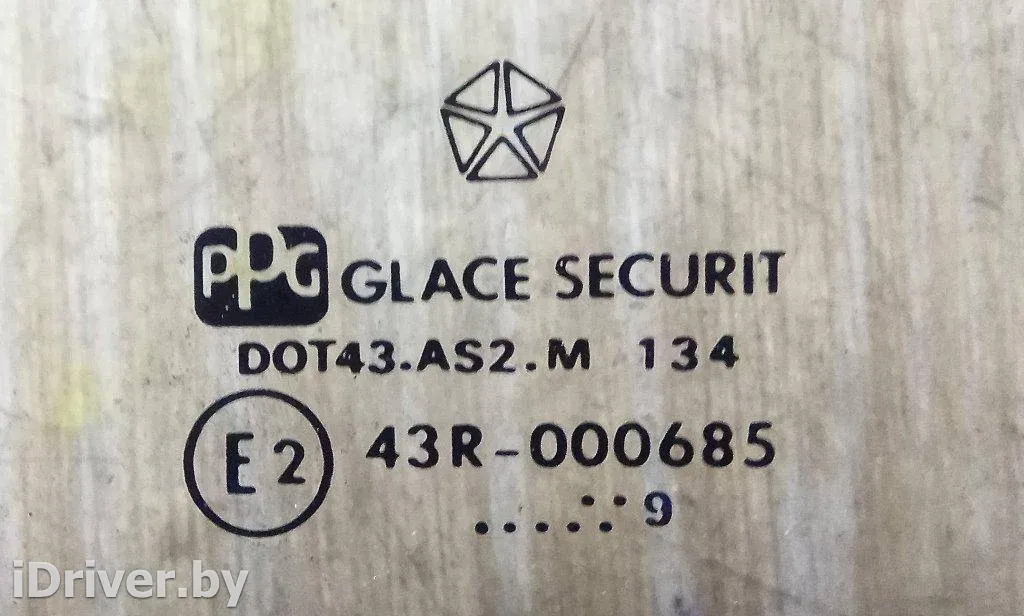 PPG GLACE SECURIT
DOT43.AS2.M 134
E2 43R-000685
.....:: 9
iDriver.by